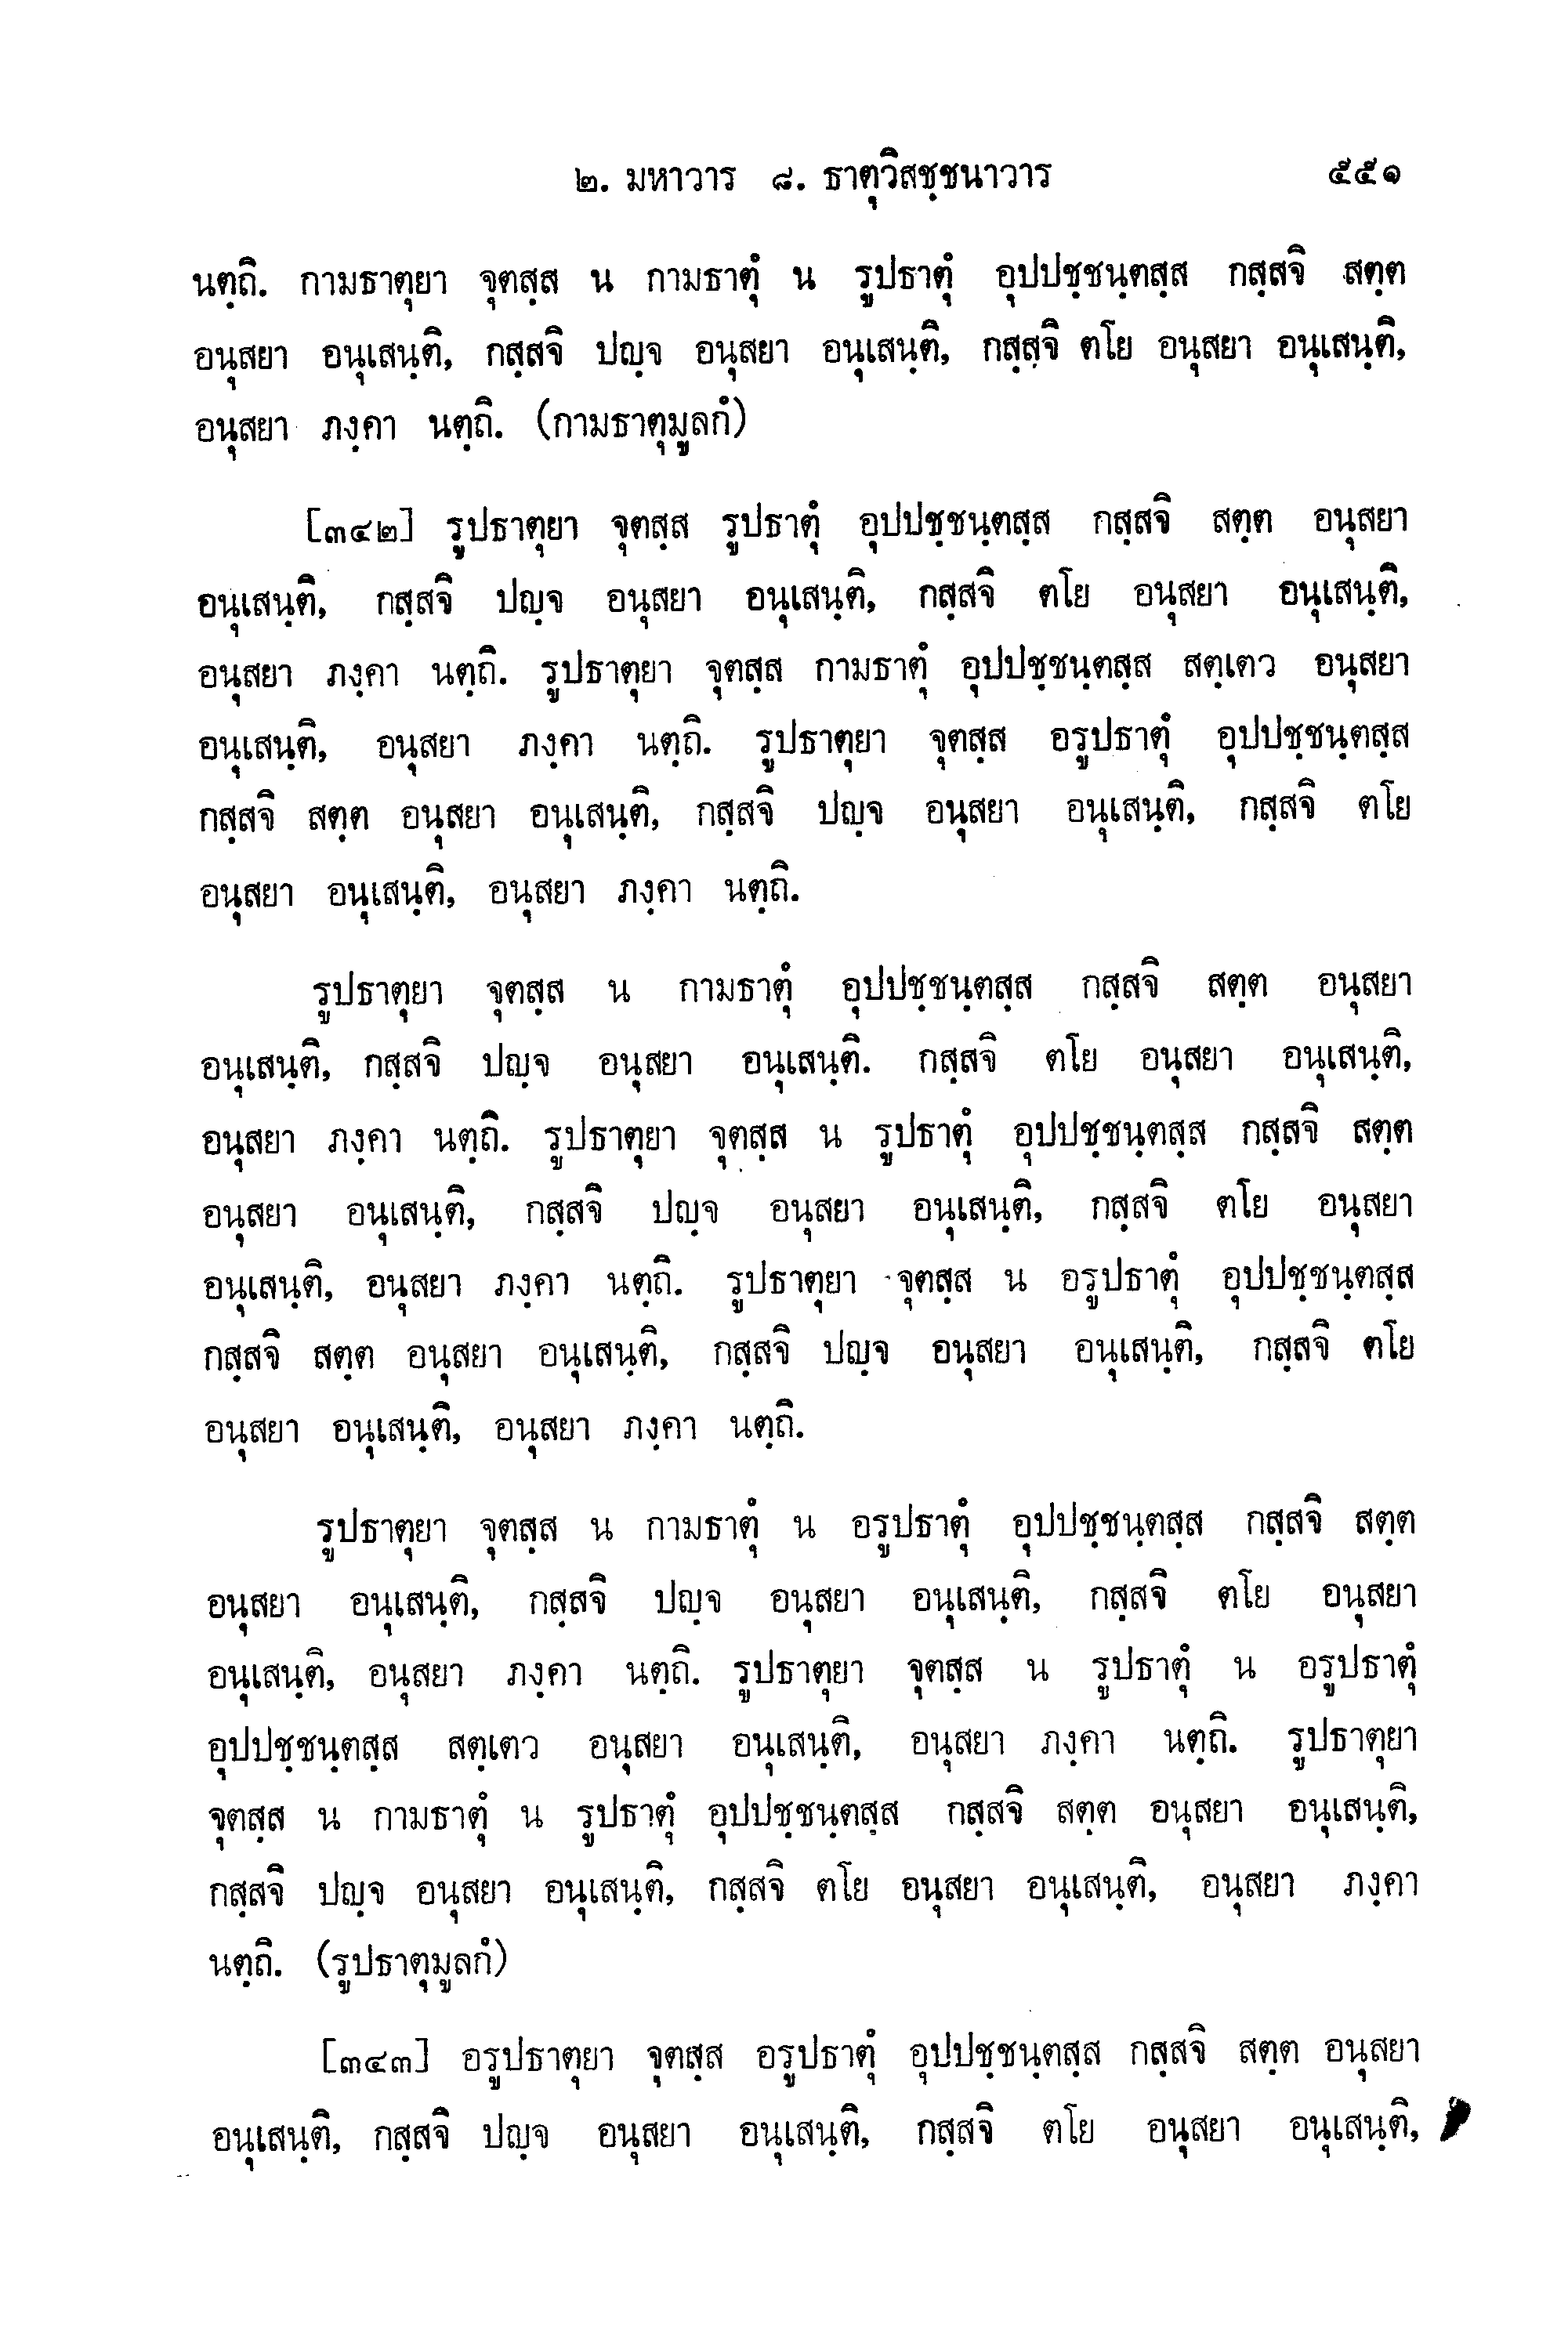 ๒. มหาวาร ๘. ธาตุวิสชฺชนาวาร ๕๕๑
นตฺถิ. กามธาตุยา จุตสฺส น กามธาตุํ น รูปธาตุํ อุปปชฺชนฺตสฺส กสฺสจิ สตฺต
อนุสยา อนุเสนฺติ, กสฺสจิ ปญฺจ อนุสยา อนุเสนฺติ, กสฺสจิ ตโย อนุสยา อนุเสนฺติ,
อนุสยา ภงฺคา นตฺถิ. (กามธาตุมูลกํ)
[๓๔๒] รูปธาตุยา จุตสฺส รูปธาตุํ อุปปชฺชนฺตสฺส กสฺสจิ สตฺต อนุสยา
อนุเสนฺติ, กสฺสจิ ปญฺจ อนุสยา อนุเสนฺติ, กสฺสจิ ตโย อนุสยา อนุเสนฺติ,
อนุสยา ภงฺคา นตฺถิ. รูปธาตุยา จุตสฺส กามธาตุํ อุปปชฺชนฺตสฺส สตฺเตว อนุสยา
อนุเสนฺติ, อนุสยา ภงฺคา นตฺถิ. รูปธาตุยา จุตสฺส อรูปธาตุํ อุปปชฺชนฺตสฺส
กสฺสจิ สตฺต อนุสยา อนุเสนฺติ, กสฺสจิ ปญฺจ อนุสยา อนุเสนฺติ, กสฺสจิ ตโย
อนุสยา อนุเสนฺติ, อนุสยา ภงฺคา นตฺถิ.
รูปธาตุยา จุตสฺส น กามธาตุํ อุปปชฺชนฺตสฺส กสฺสจิ สตฺต อนุสยา
อนุเสนฺติ, กสฺสจิ ปญฺจ อนุสยา อนุเสนฺติ. กสฺสจิ ตโย อนุสยา อนุเสนฺติ,
อนุสยา ภงฺคา นตฺถิ. รูปธาตุยา จุตสฺส น รูปธาตุํ อุปปชฺชนฺตสฺส กสฺสจิ สตฺต
อนุสยา อนุเสนฺติ, กสฺสจิ ปญฺจ อนุสยา อนุเสนฺติ, กสฺสจิ ตโย อนุสยา
อนุเสนฺติ, อนุสยา ภงฺคา นตฺถิ. รูปธาตุยา จุตสฺส น อรูปธาตุํ อุปปชฺชนฺตสฺส
กสฺสจิ สตฺต อนุสยา อนุเสนฺติ, กสฺสจิ ปญฺจ อนุสยา อนุเสนฺติ, กสฺสจิ ตโย
อนุสยา อนุเสนฺติ, อนุสยา ภงฺคา นตฺถิ.
รูปธาตุยา จุตสฺส น กามธาตุํ น อรูปธาตุํ อุปปชฺชนฺตสฺส กสฺสจิ สตฺต
อนุสยา อนุเสนฺติ, กสฺสจิ ปญฺจ อนุสยา อนุเสนฺติ, กสฺสจิ ตโย อนุสยา
อนุเสนฺติ, อนุสยา ภงฺคา นตฺถิ. รูปธาตุยา จุตสฺส น รูปธาตุํ น อรูปธาตุํ
อุปปชฺชนฺตสฺส สตฺเตว อนุสยา อนุเสนฺติ, อนุสยา ภงฺคา นตฺถิ. รูปธาตุยา
จุตสฺส น กามธาตุํ น รูปธาตุํ อุปปชฺชนฺตสฺส กสฺสจิ สตฺต อนุสยา อนุเสนฺติ,
กสฺสจิ ปญฺจ อนุสยา อนุเสนฺติ, กสฺสจิ ตโย อนุสยา อนุเสนฺติ, อนุสยา ภงฺคา
นตฺถิ. (รูปธาตุมูลกํ)
[๓๔๓] อรูปธาตุยา จุตสฺส อรูปธาตุํ อุปปชฺชนฺตสฺส กสฺสจิ สตฺต อนุสยา
อนุเสนฺติ, กสฺสจิ ปญฺจ อนุสยา อนุเสนฺติ, กสฺสจิ ตโย อนุสยา อนุเสนฺติ,